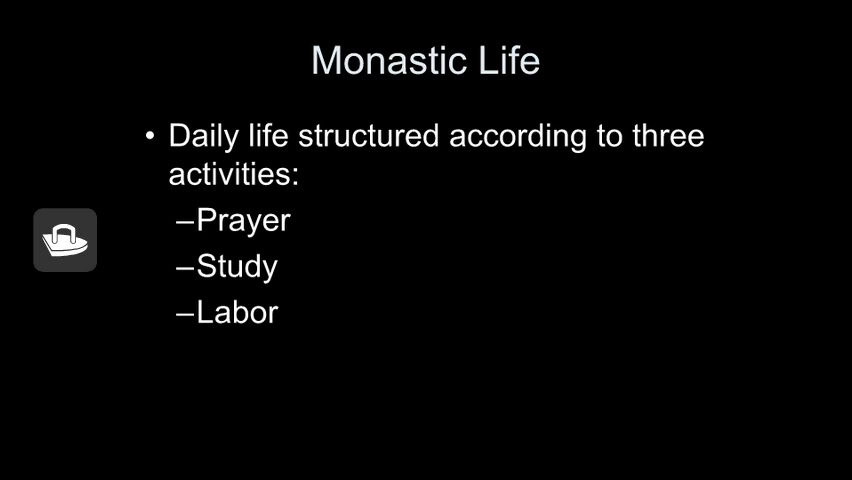 Monastic Life
• Daily life structured according to three
activities:
–Prayer
–Study
–Labor